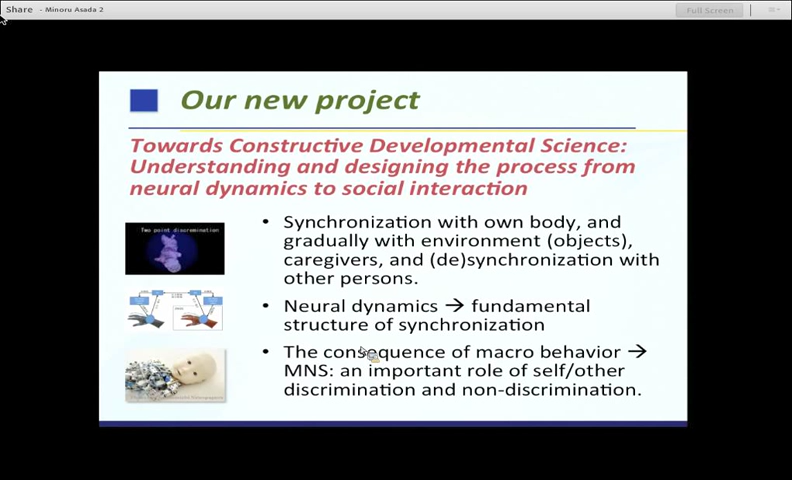 Share - Minoru Asada 2
Full Screen
Our new project
Towards Constructive Developmental Science:
Understanding and designing the process from
neural dynamics to social interaction
Two point discrimination
• Synchronization with own body, and
gradually with environment (objects),
caregivers, and (de)synchronization with
other persons.
• Neural dynamics → fundamental
structure of synchronization
• The consequence of macro behavior →
MNS: an important role of self/other
discrimination and non-discrimination.